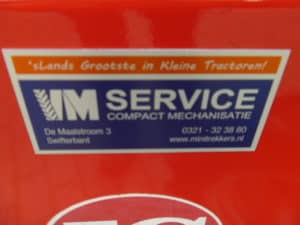 'sLands Grootste in Kleine Tractoren!
VM SERVICE
COMPACT MECHANISATIE
De Maalstroom 3 0321 - 32 38 80
Swifterbant www.minitrekkers.nl